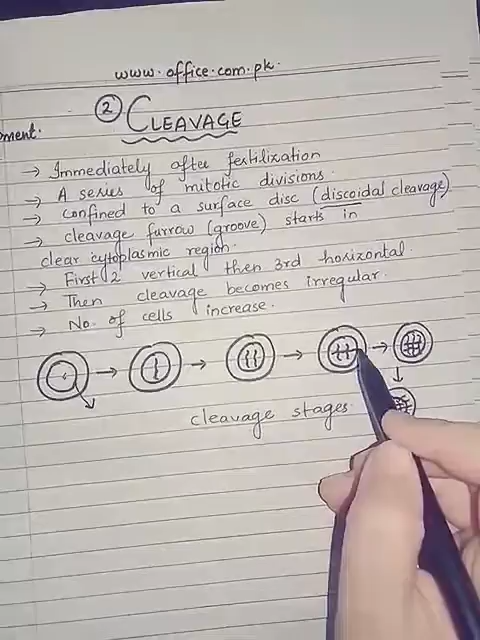 www.office.com.pk.
② CLEAVAGE
oment.
→ Immediately after fertilization
→ A series of mitotic divisions.
→ confined to a surface disc (discoidal cleavage)
→ cleavage furrow (groove) starts in
clear cytoplasmic region.
→ First 2 vertical then 3rd horizontal.
→ Then cleavage becomes irregular.
→ No. of cells increase.
cleavage stages.